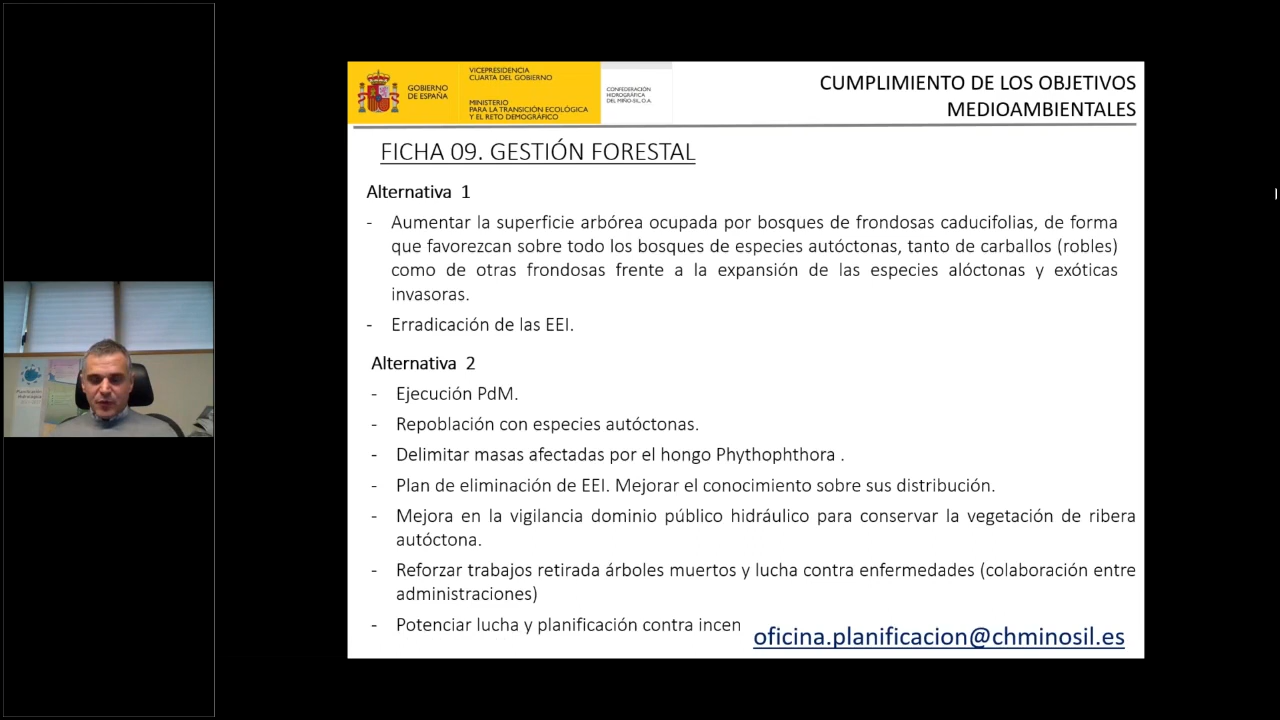 GOBIERNO
DE ESPAÑA
VICEPRESIDENCIA
CUARTA DEL GOBIERNO
MINISTERIO
PARA LA TRANSICIÓN ECOLÓGICA
Y EL RETO DEMOGRÁFICO
CONFEDERACIÓN
HIDROGRÁFICA
DEL MIÑO-SIL, O.A.
CUMPLIMIENTO DE LOS OBJETIVOS
MEDIOAMBIENTALES
FICHA 09. GESTIÓN FORESTAL
Alternativa 1
- Aumentar la superficie arbórea ocupada por bosques de frondosas caducifolias, de forma
que favorezcan sobre todo los bosques de especies autóctonas, tanto de carballos (robles)
como de otras frondosas frente a la expansión de las especies alóctonas y exóticas
invasoras.
- Erradicación de las EEI.
Alternativa 2
- Ejecución PdM.
- Repoblación con especies autóctonas.
- Delimitar masas afectadas por el hongo Phythophthora .
- Plan de eliminación de EEI. Mejorar el conocimiento sobre sus distribución.
- Mejora en la vigilancia dominio público hidráulico para conservar la vegetación de ribera
autóctona.
- Reforzar trabajos retirada árboles muertos y lucha contra enfermedades (colaboración entre
administraciones)
- Potenciar lucha y planificación contra incen
oficina.planificacion@chminosil.es